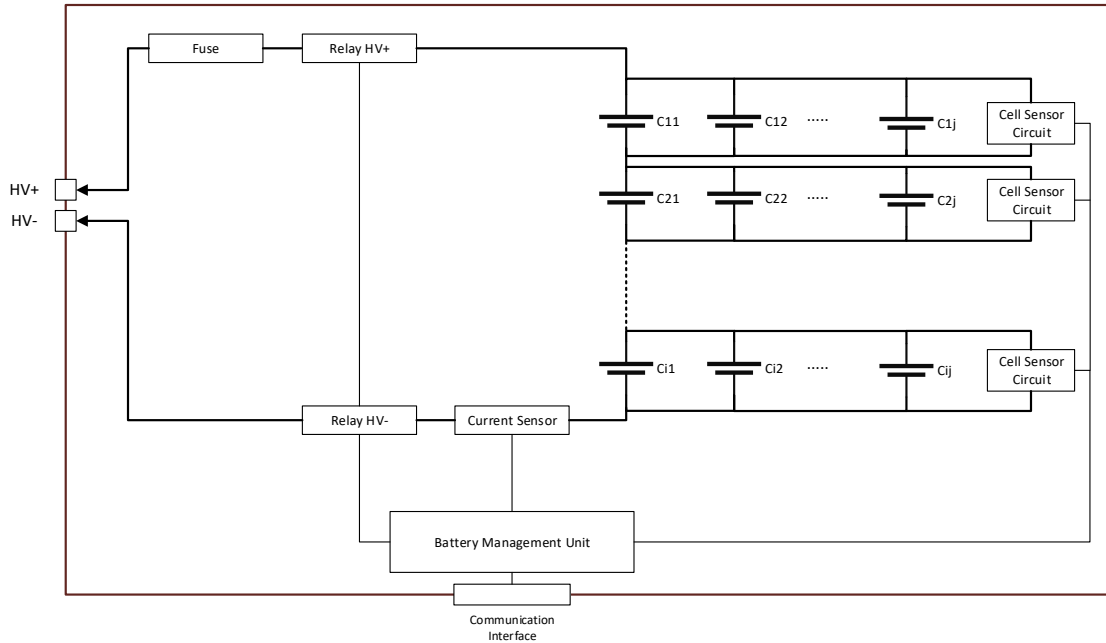 Fuse
Relay HV+
C11
C12
.....
C1j
Cell Sensor
Circuit
HV+
HV-
C21
C22
.....
C2j
Cell Sensor
Circuit
Ci1
Ci2
.....
Cij
Cell Sensor
Circuit
Relay HV-
Current Sensor
Battery Management Unit
Communication
Interface